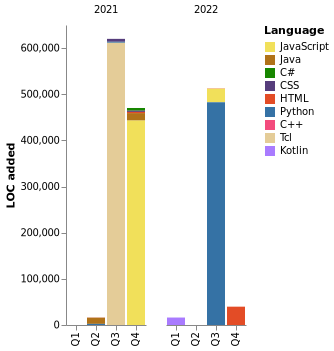 2021 2022
LOC added
600,000
500,000
400,000
300,000
200,000
100,000
0
Q1 Q2 Q3 Q4 Q1 Q2 Q3 Q4
Language
JavaScript
Java
C#
CSS
HTML
Python
C++
Tcl
Kotlin